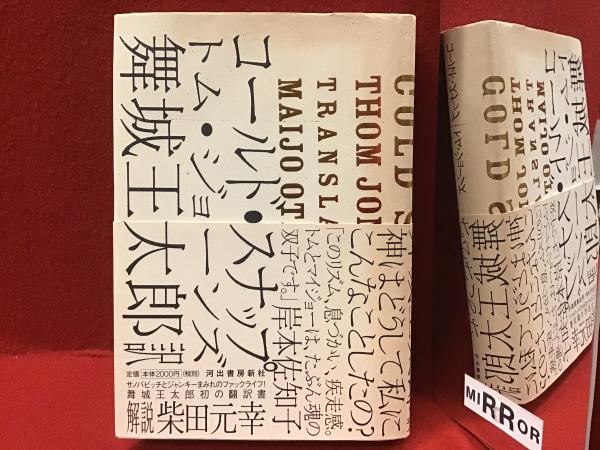 COLD S
THOM JON
TRANSLA
MAIJO OT
コールド・スナップ
トム・ジョーンズ
舞城王太郎訳
神はどうして私に
こんなことしたの?
「このリズム、息づかい、疾走感。
トムとマイジョーは、たぶん魂の
双子です。」岸本佐知子
定価 本体2000円(税別) 河出書房新社
サノバビッチとジャンキーまみれのファックライフ!
舞城王太郎初の翻訳書。
解説 柴田元幸
MIRROR